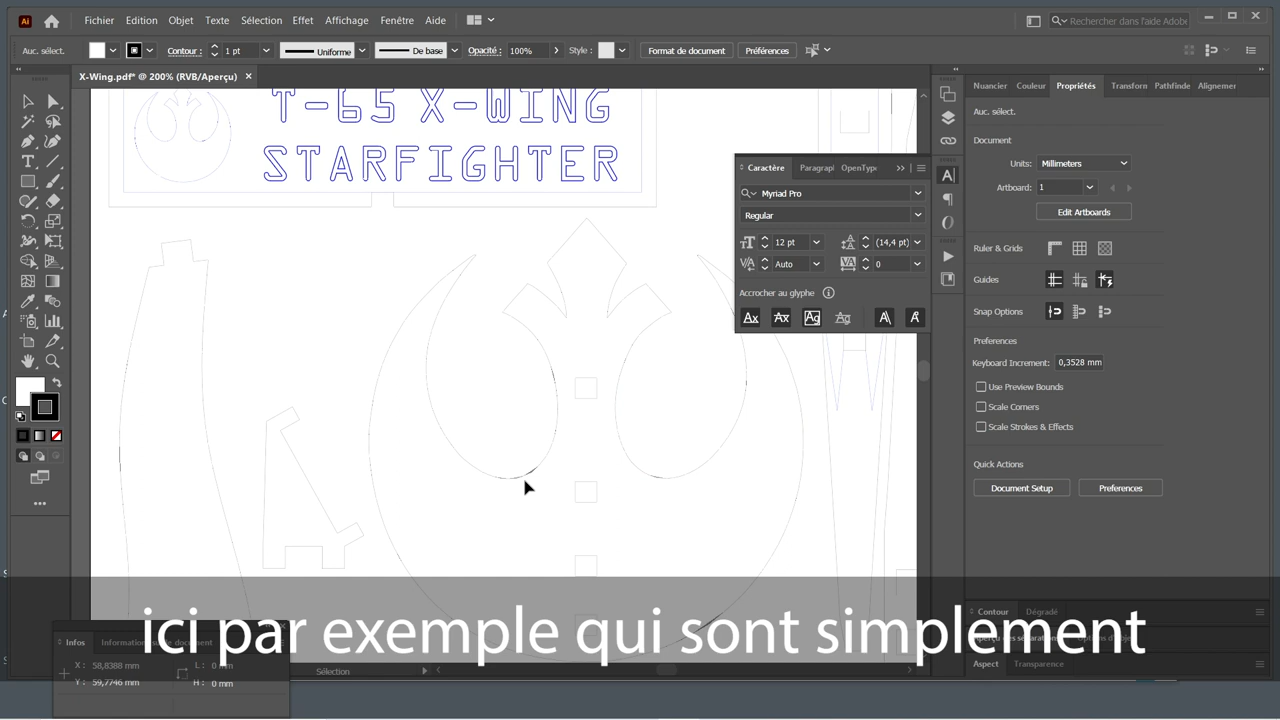 Ai
Fichier Edition Objet Texte Sélection Effet Affichage Fenêtre Aide
Rechercher dans l'aide Adobe
Auc. sélect.
Contour : 1 pt
Uniforme
De base
Opacité : 100%
Style :
Format de document
Préférences
X-Wing.pdf* @ 200% (RVB/Aperçu)
T-65 X-WING
STARFIGHTER
Caractère Paragraph OpenType
Myriad Pro
Regular
12 pt (14,4 pt)
Auto 0
Accrocher au glyphe
Nuancier Couleur Propriétés Transform Pathfinde Alignemer
Auc. sélect.
Document
Units: Millimeters
Artboard: 1
Edit Artboards
Ruler & Grids
Guides
Snap Options
Preferences
Keyboard Increment: 0,3528 mm
Use Preview Bounds
Scale Corners
Scale Strokes & Effects
Quick Actions
Document Setup
Preferences
Contour Dégradé
Aspect Transparence
ici par exemple qui sont simplement
Infos
X : 58,8388 mm
Y : 59,7746 mm
L : 0 mm
H : 0 mm
Sélection